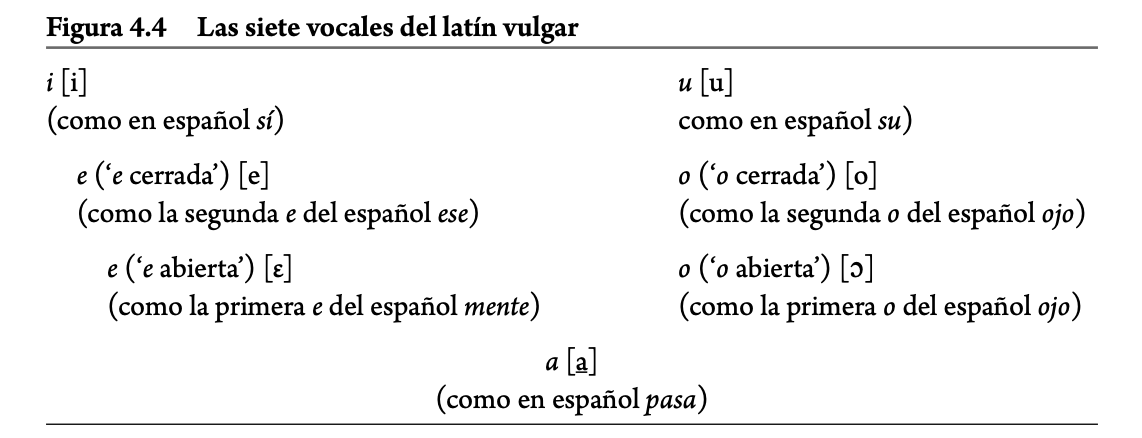 Figura 4.4 Las siete vocales del latín vulgar
i [i] u [u]
(como en español sí) como en español su)
e (‘e cerrada’) [e] o (‘o cerrada’) [o]
(como la segunda e del español ese) (como la segunda o del español ojo)
e (‘e abierta’) [ɛ] o (‘o abierta’) [ɔ]
(como la primera e del español mente) (como la primera o del español ojo)
a [a̲]
(como en español pasa)